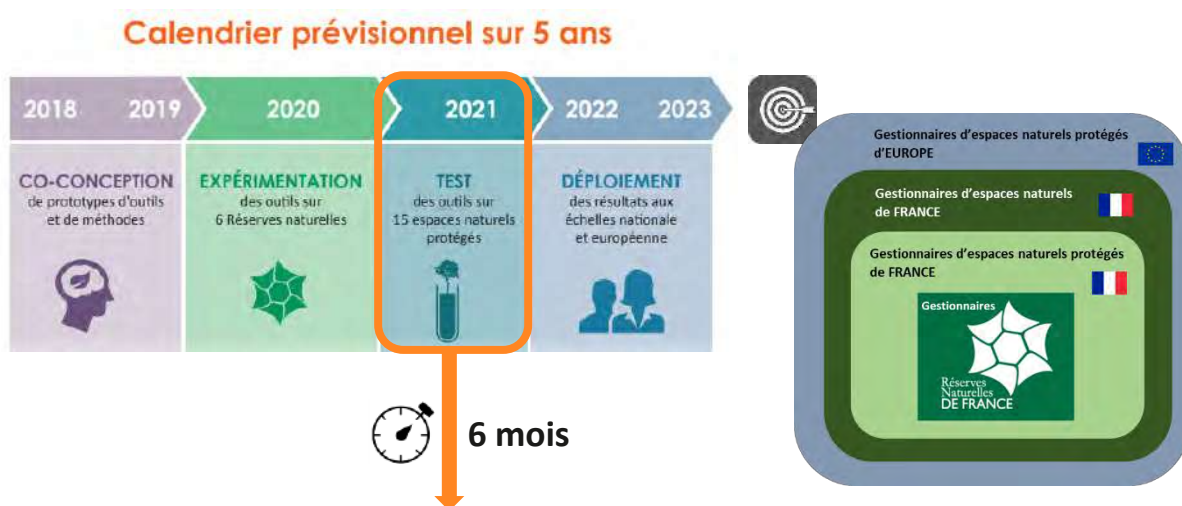 Calendrier prévisionnel sur 5 ans
2018 2019
2020
2021
2022 2023
CO-CONCEPTION
de prototypes d'outils
et de méthodes
EXPÉRIMENTATION
des outils sur
6 Réserves naturelles
TEST
des outils sur
15 espaces naturels
protégés
DÉPLOIEMENT
des résultats aux
échelles nationale
et européenne
6 mois
Gestionnaires d'espaces naturels protégés
d'EUROPE
Gestionnaires d'espaces naturels
de FRANCE
Gestionnaires d'espaces naturels protégés
de FRANCE
Gestionnaires
Réserves
Naturelles
DE FRANCE